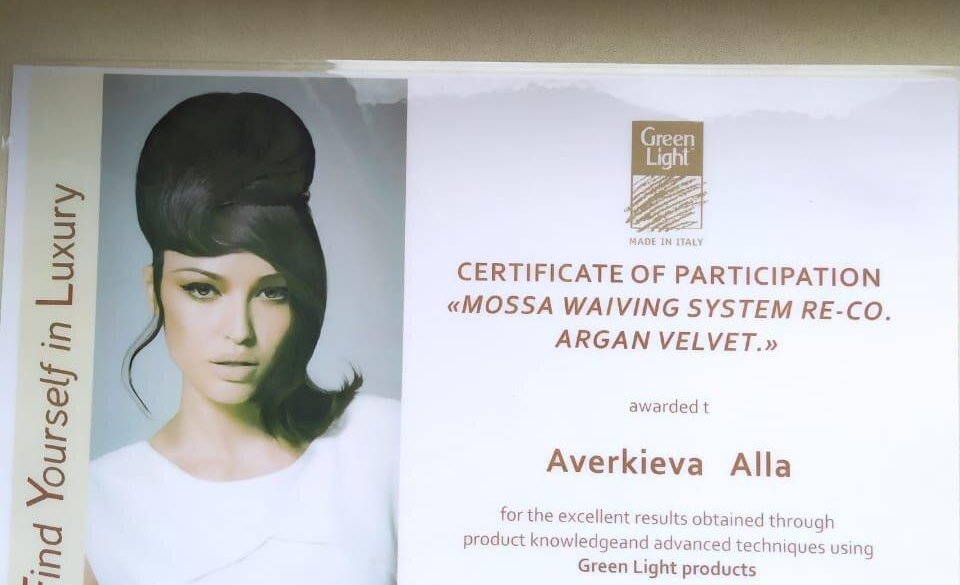 Find Yourself in Luxury
Green
Light
MADE IN ITALY
CERTIFICATE OF PARTICIPATION
«MOSSA WAIVING SYSTEM RE-CO.
ARGAN VELVET.»
awarded t
Averkieva Alla
for the excellent results obtained through
product knowledgeand advanced techniques using
Green Light products